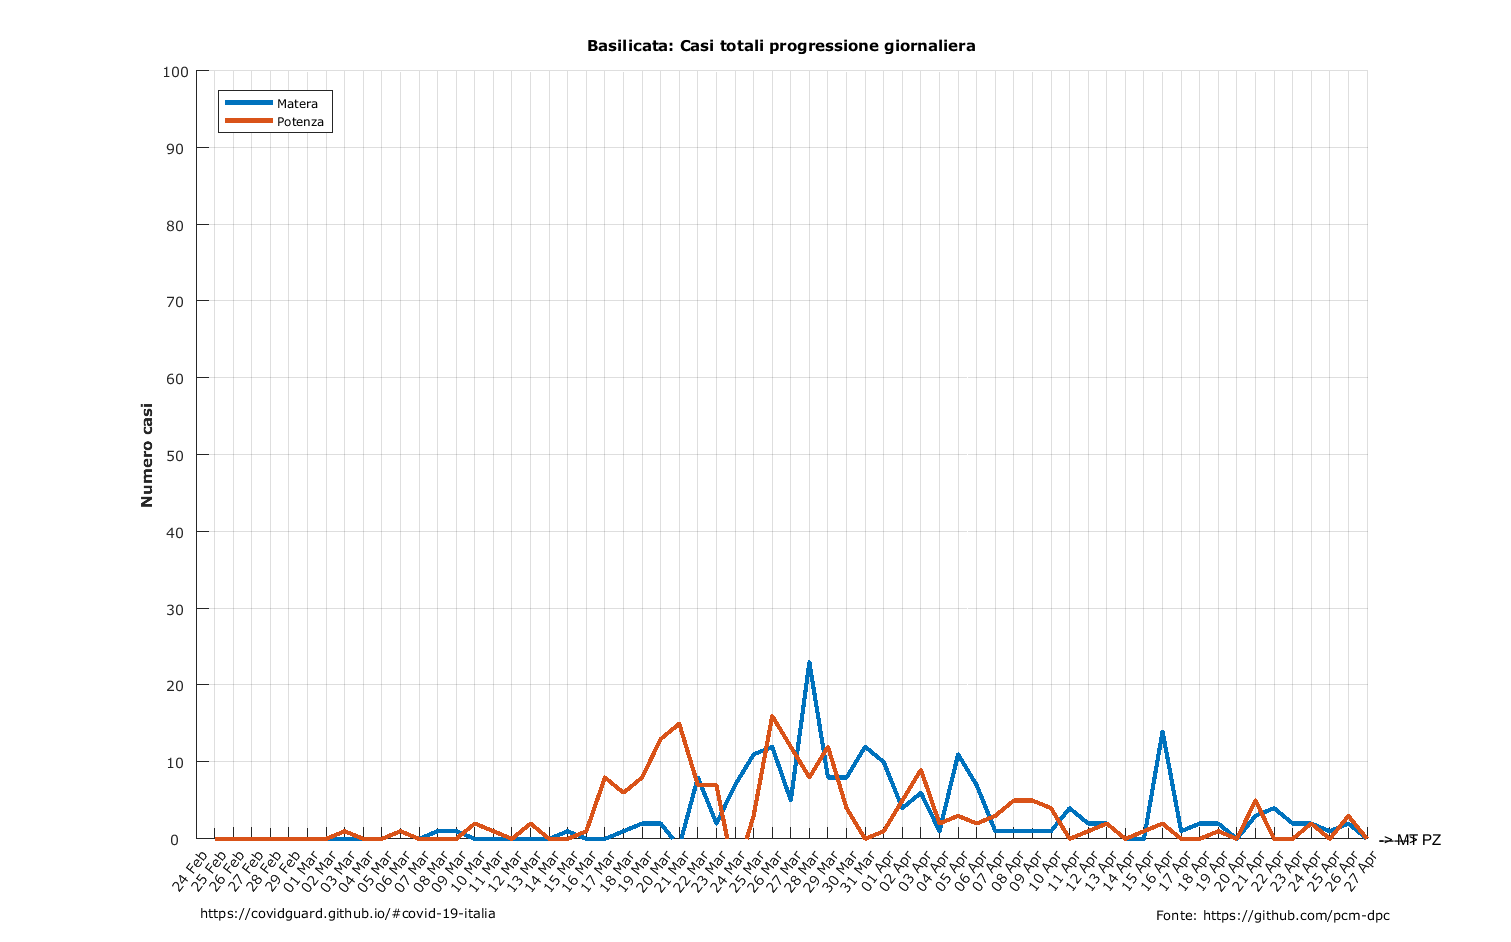 Basilicata: Casi totali progressione giornaliera
Numero casi
100
90
80
70
60
50
40
30
20
10
0
Matera
Potenza
24 Feb
25 Feb
26 Feb
27 Feb
28 Feb
29 Feb
01 Mar
02 Mar
03 Mar
04 Mar
05 Mar
06 Mar
07 Mar
08 Mar
09 Mar
10 Mar
11 Mar
12 Mar
13 Mar
14 Mar
15 Mar
16 Mar
17 Mar
18 Mar
19 Mar
20 Mar
21 Mar
22 Mar
23 Mar
24 Mar
25 Mar
26 Mar
27 Mar
28 Mar
29 Mar
30 Mar
31 Mar
01 Apr
02 Apr
03 Apr
04 Apr
05 Apr
06 Apr
07 Apr
08 Apr
09 Apr
10 Apr
11 Apr
12 Apr
13 Apr
14 Apr
15 Apr
16 Apr
17 Apr
18 Apr
19 Apr
20 Apr
21 Apr
22 Apr
23 Apr
24 Apr
25 Apr
26 Apr
27 Apr
-> MT PZ
https://covidguard.github.io/#covid-19-italia
Fonte: https://github.com/pcm-dpc